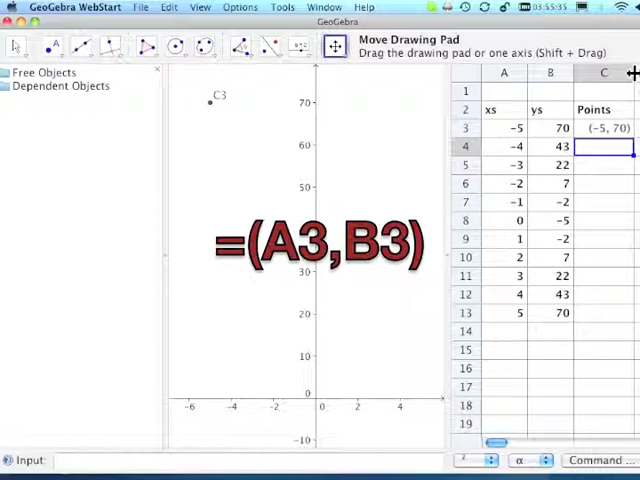 GeoGebra WebStart File Edit View Options Tools Window Help 03:55:35
GeoGebra
Move Drawing Pad
Drag the drawing pad or one axis (Shift + Drag)
Free Objects
Dependent Objects
C3
70
60
50
30
20
10
0
-10
-6 -4 -2 0 2 4
=(A3,B3)
A B C
1
2 xs ys Points
3 -5 70 (-5, 70)
4 -4 43
5 -3 22
6 -2 7
7 -1 -2
8 0 -5
9 1 -2
10 2 7
11 3 22
12 4 43
13 5 70
14
15
16
17
18
19
Input:
α
Command ...